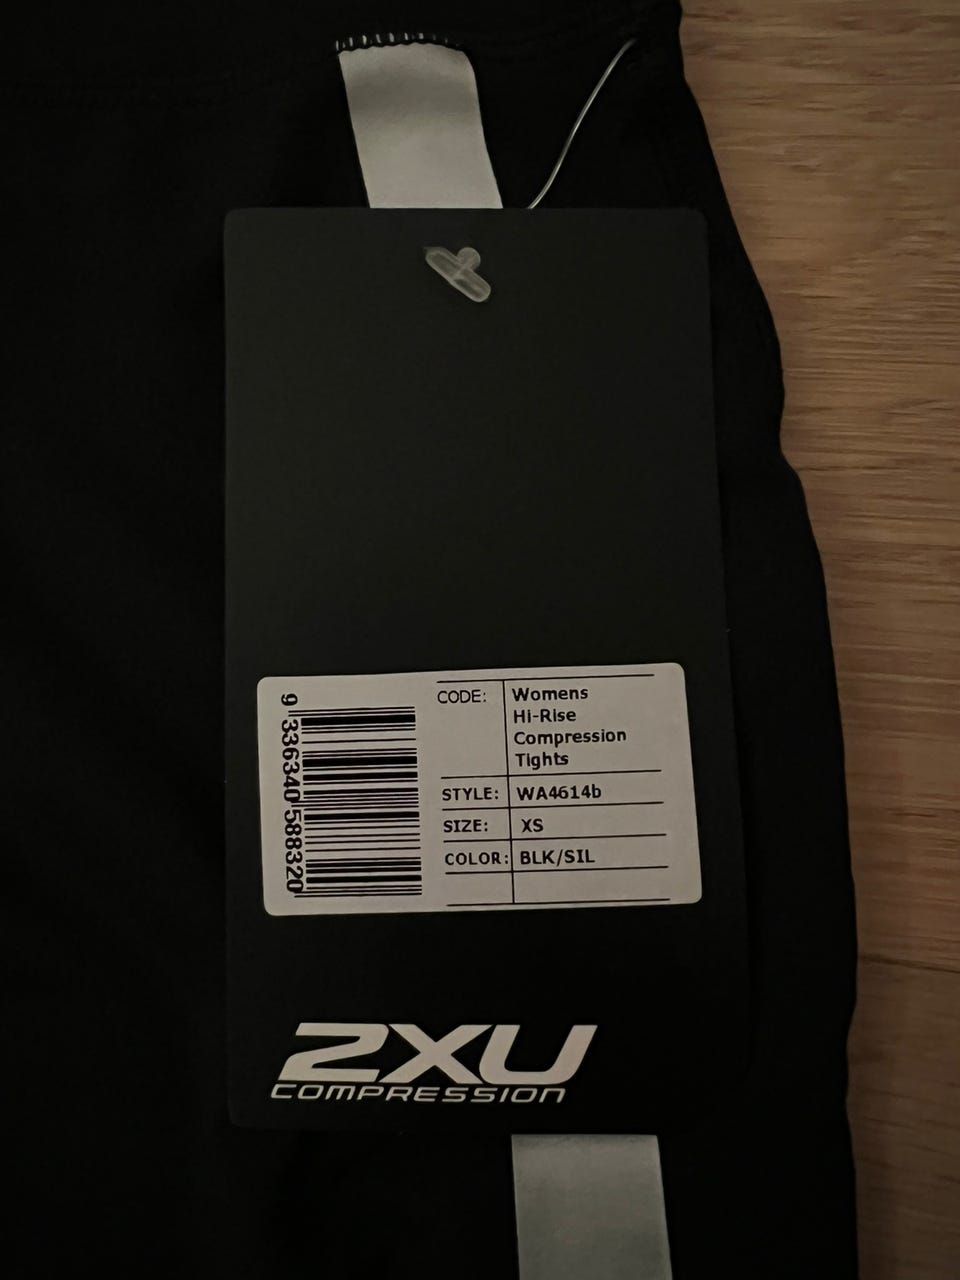 CODE: Womens
Hi-Rise
Compression
Tights
STYLE: WA4614b
SIZE: XS
COLOR: BLK/SIL
9 336340 588320
2XU
COMPRESSION